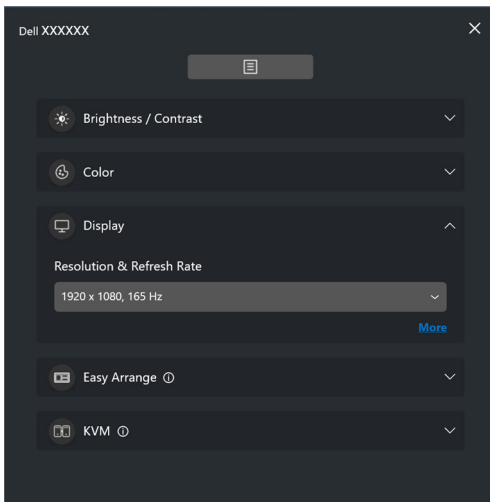 Dell XXXXXX
Brightness / Contrast
Color
Display
Resolution & Refresh Rate
1920 x 1080, 165 Hz
More
Easy Arrange
KVM